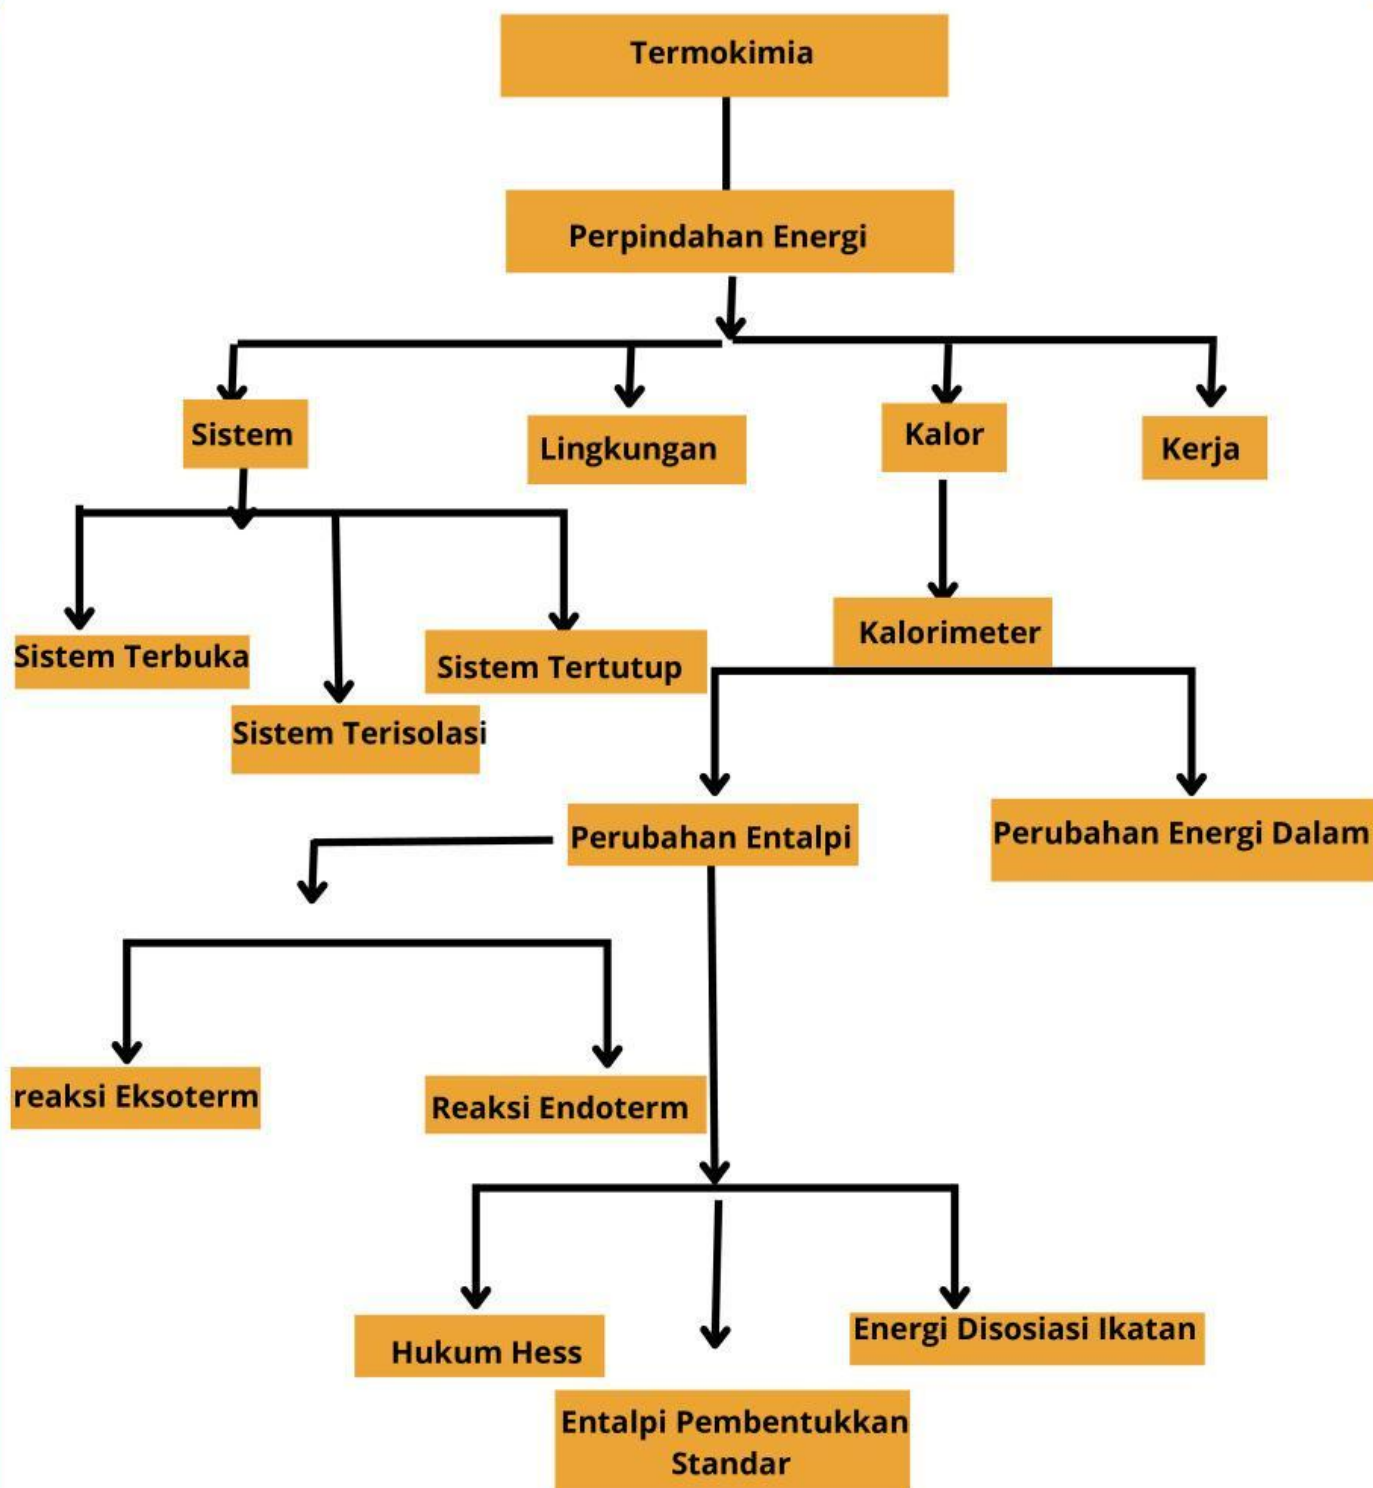 Termokimia
Perpindahan Energi
Sistem
Lingkungan
Kalor
Kerja
Sistem Terbuka
Sistem Terisolasi
Sistem Tertutup
Kalorimeter
Perubahan Entalpi
Perubahan Energi Dalam
reaksi Eksoterm
Reaksi Endoterm
Hukum Hess
Entalpi Pembentukkan
Standar
Energi Disosiasi Ikatan